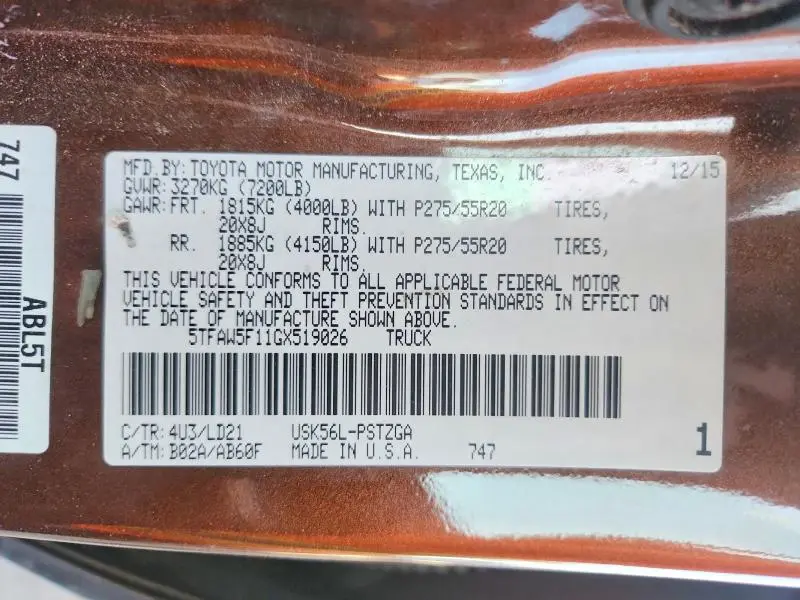 747
ABL5T
MFD.BY:TOYOTA MOTOR MANUFACTURING, TEXAS, INC. 12/15
GVWR:3270KG (7200LB)
GAWR:FRT. 1815KG (4000LB) WITH P275/55R20 TIRES,
20X8J RIMS.
RR. 1885KG (4150LB) WITH P275/55R20 TIRES,
20X8J RIMS.
THIS VEHICLE CONFORMS TO ALL APPLICABLE FEDERAL MOTOR
VEHICLE SAFETY AND THEFT PREVENTION STANDARDS IN EFFECT ON
THE DATE OF MANUFACTURE SHOWN ABOVE.
5TFAW5F11GX519026 TRUCK
C/TR:4U3/LD21 USK56L-PSTZGA
A/TM:B02A/AB60F MADE IN U.S.A. 747
1